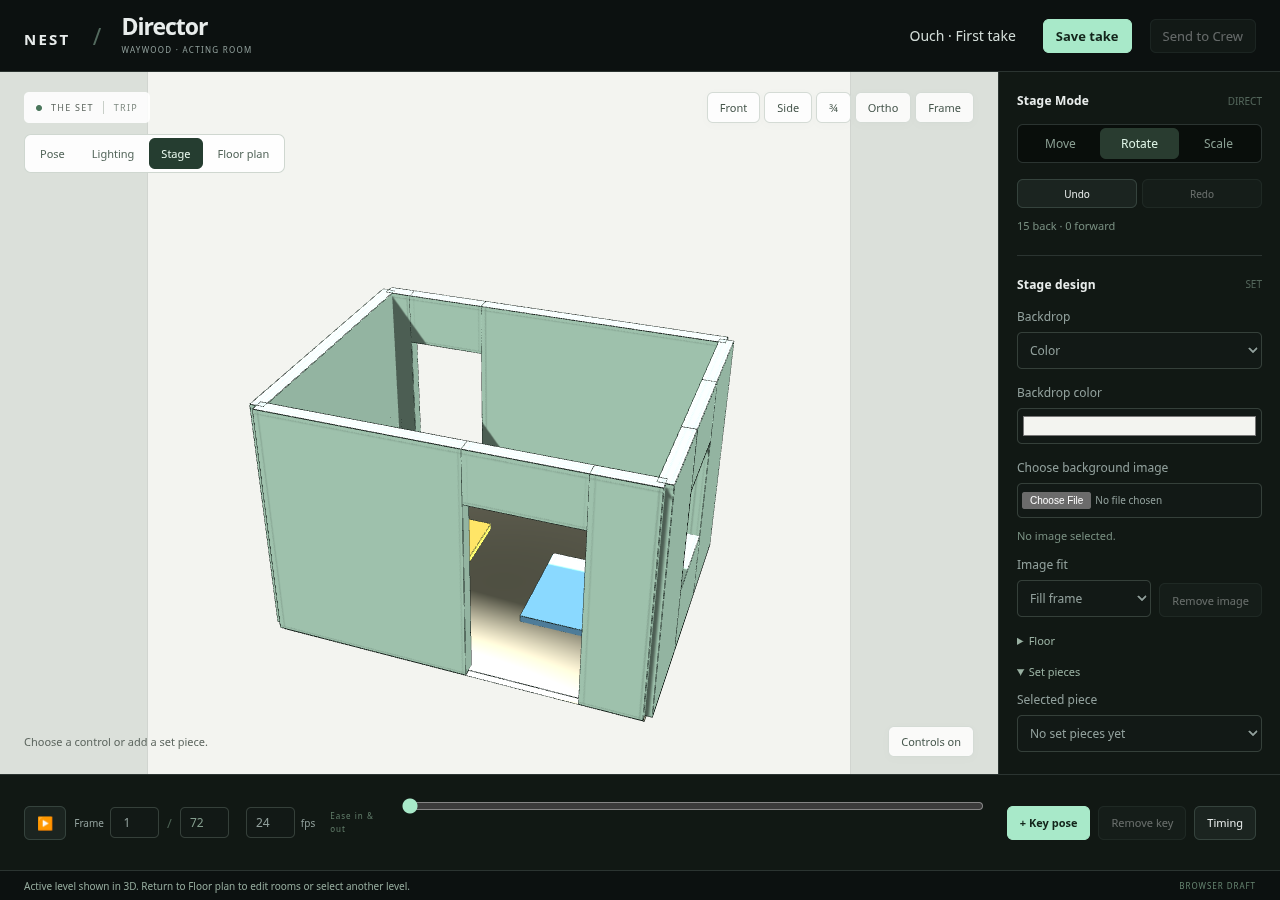 NEST / Director
WAYWOOD · ACTING ROOM
Ouch · First take
Save take
Send to Crew
THE SET
TRIP
Front
Side
¾
Ortho
Frame
Pose
Lighting
Stage
Floor plan
Choose a control or add a set piece.
Controls on
Stage Mode
DIRECT
Move
Rotate
Scale
Undo
Redo
15 back · 0 forward
Stage design
SET
Backdrop
Color
Backdrop color
Choose background image
Choose File No file chosen
No image selected.
Image fit
Fill frame
Remove image
Floor
Set pieces
Selected piece
No set pieces yet
Frame 1 / 72
24 fps
Ease in &
out
+ Key pose
Remove key
Timing
Active level shown in 3D. Return to Floor plan to edit rooms or select another level.
BROWSER DRAFT